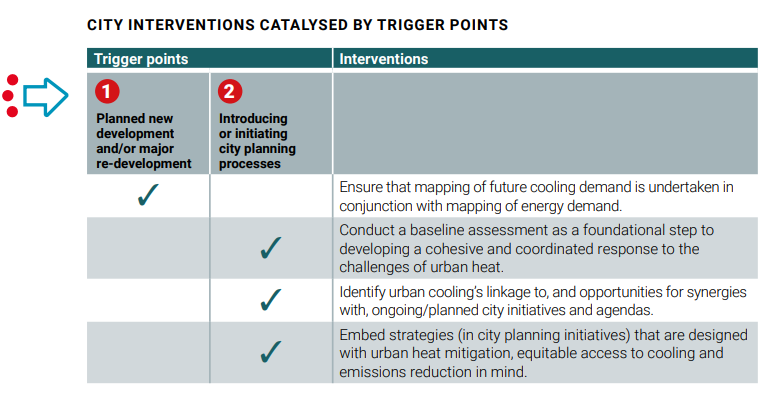 CITY INTERVENTIONS CATALYSED BY TRIGGER POINTS
Trigger points
Interventions
1
Planned new
development
and/or major
re-development
2
Introducing
or initiating
city planning
processes
Ensure that mapping of future cooling demand is undertaken in
conjunction with mapping of energy demand.
Conduct a baseline assessment as a foundational step to
developing a cohesive and coordinated response to the
challenges of urban heat.
Identify urban cooling’s linkage to, and opportunities for synergies
with, ongoing/planned city initiatives and agendas.
Embed strategies (in city planning initiatives) that are designed
with urban heat mitigation, equitable access to cooling and
emissions reduction in mind.